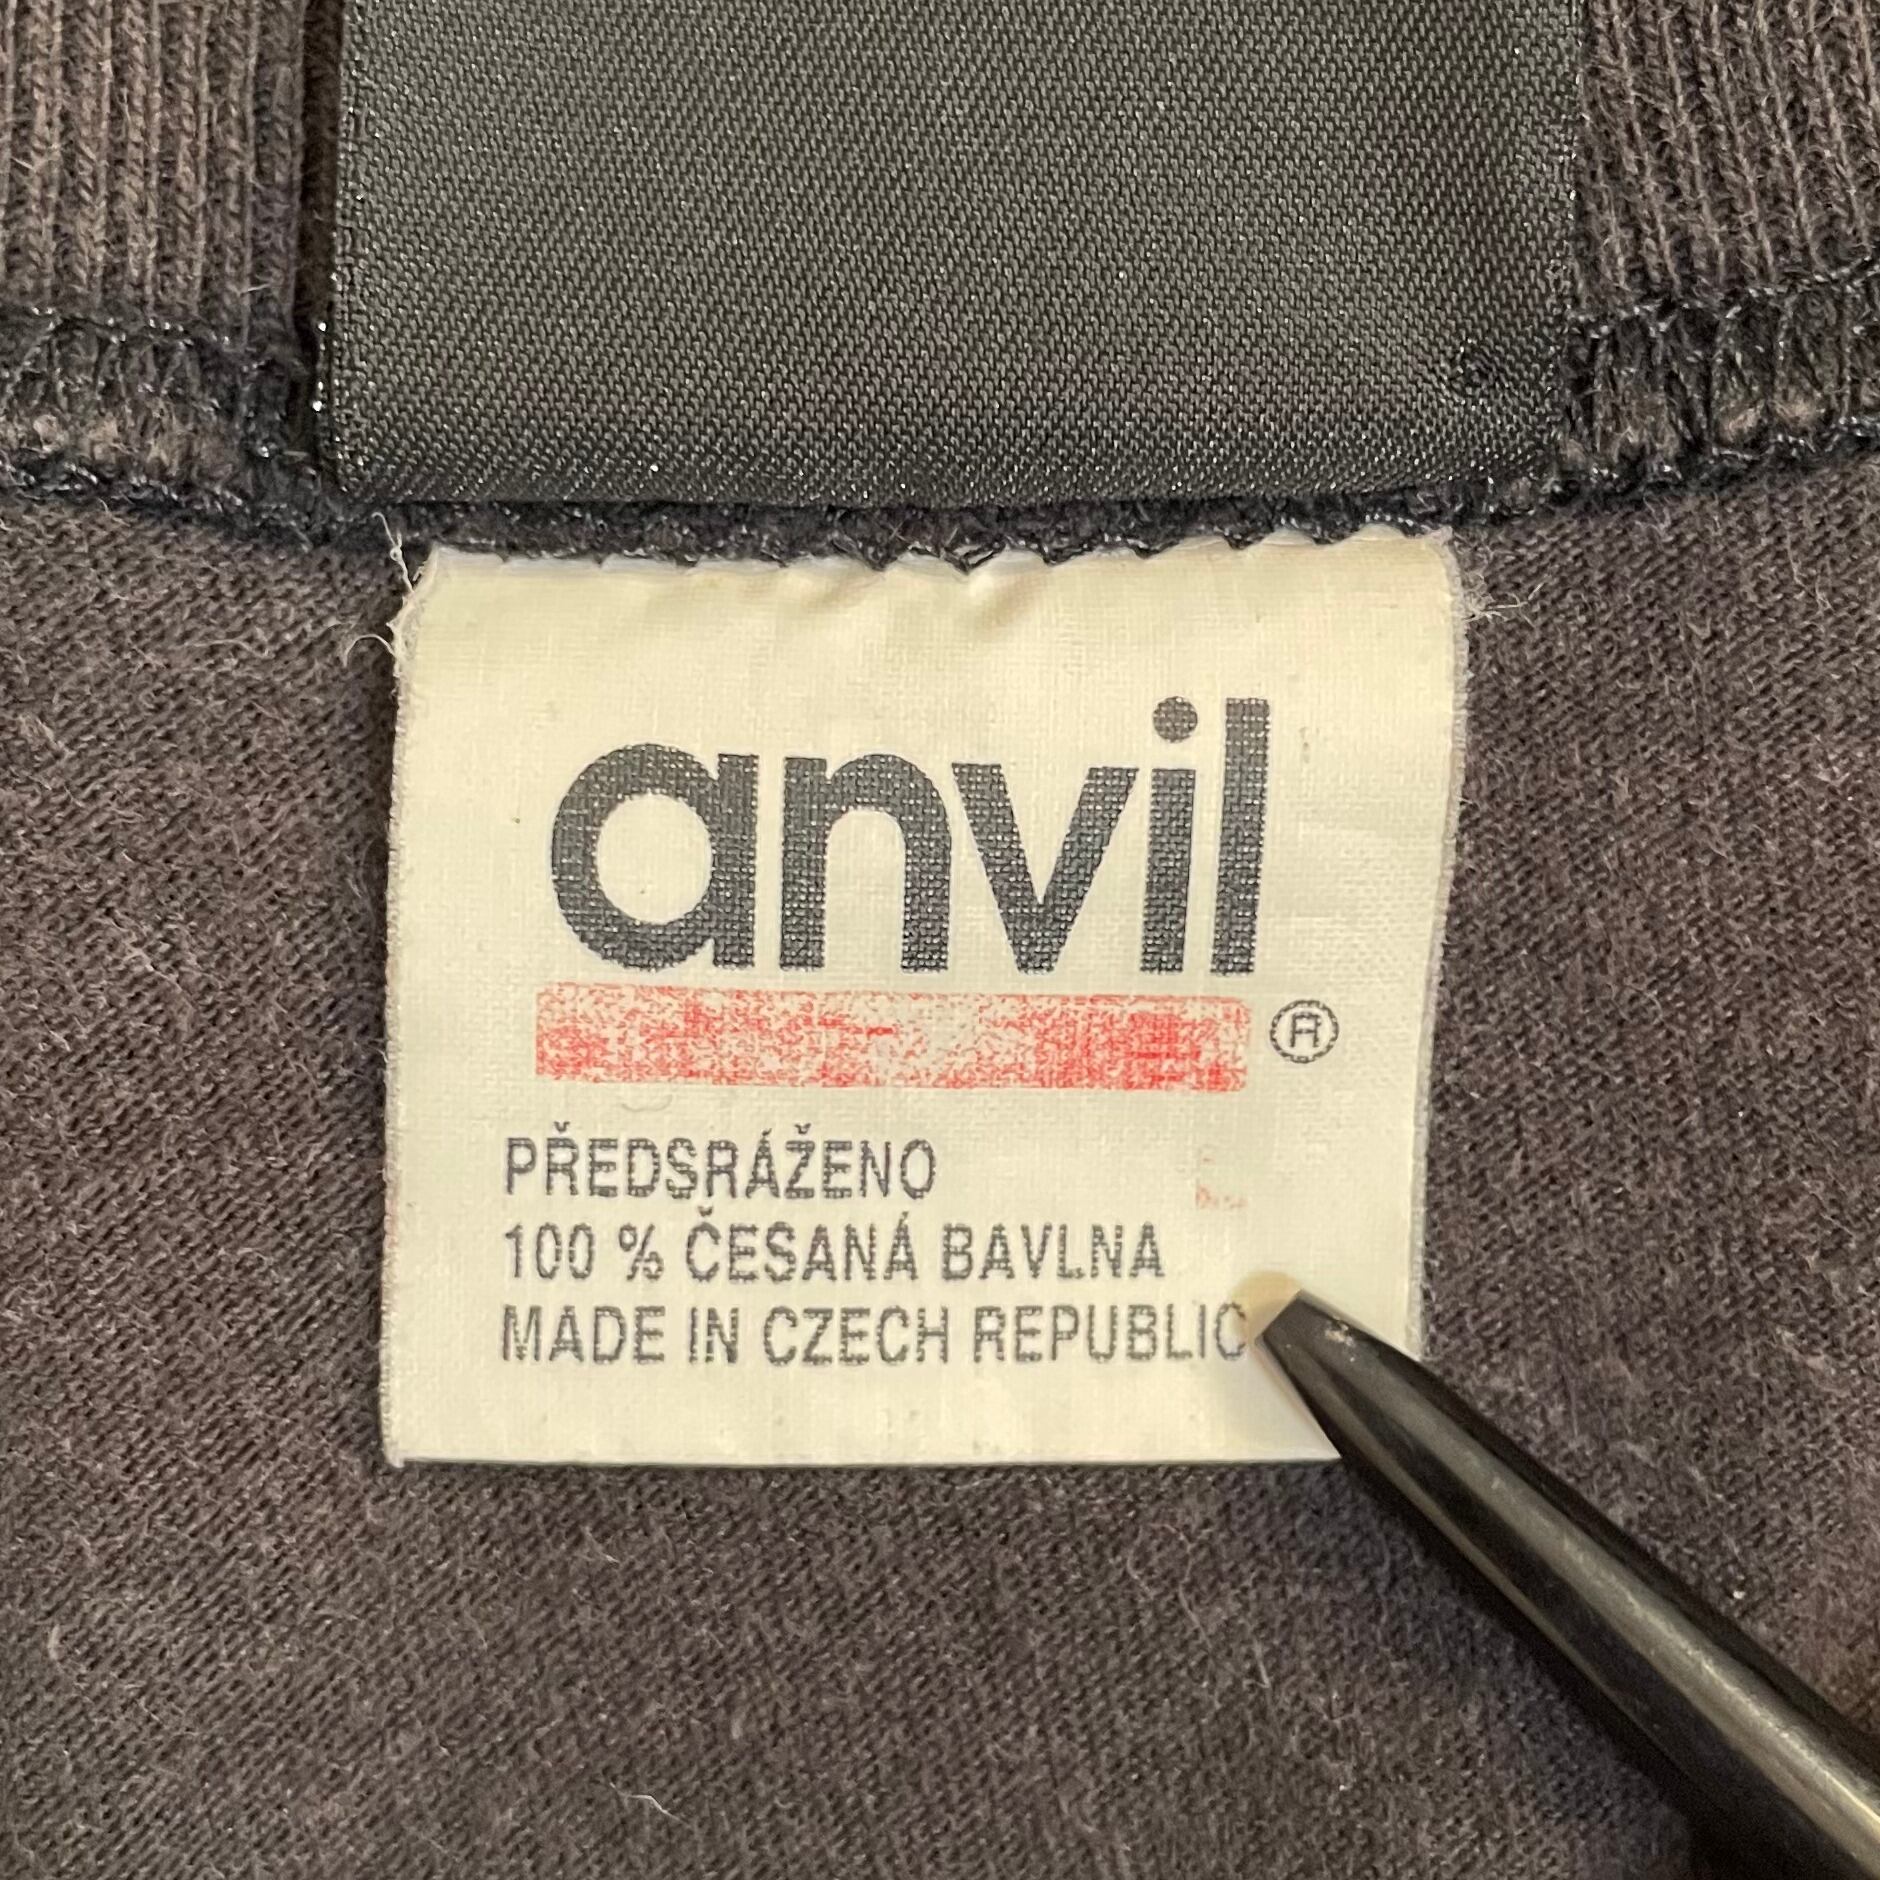 anvil
®
PŘEDSRÁŽENO
100 % ČESANÁ BAVLNA
MADE IN CZECH REPUBLIC